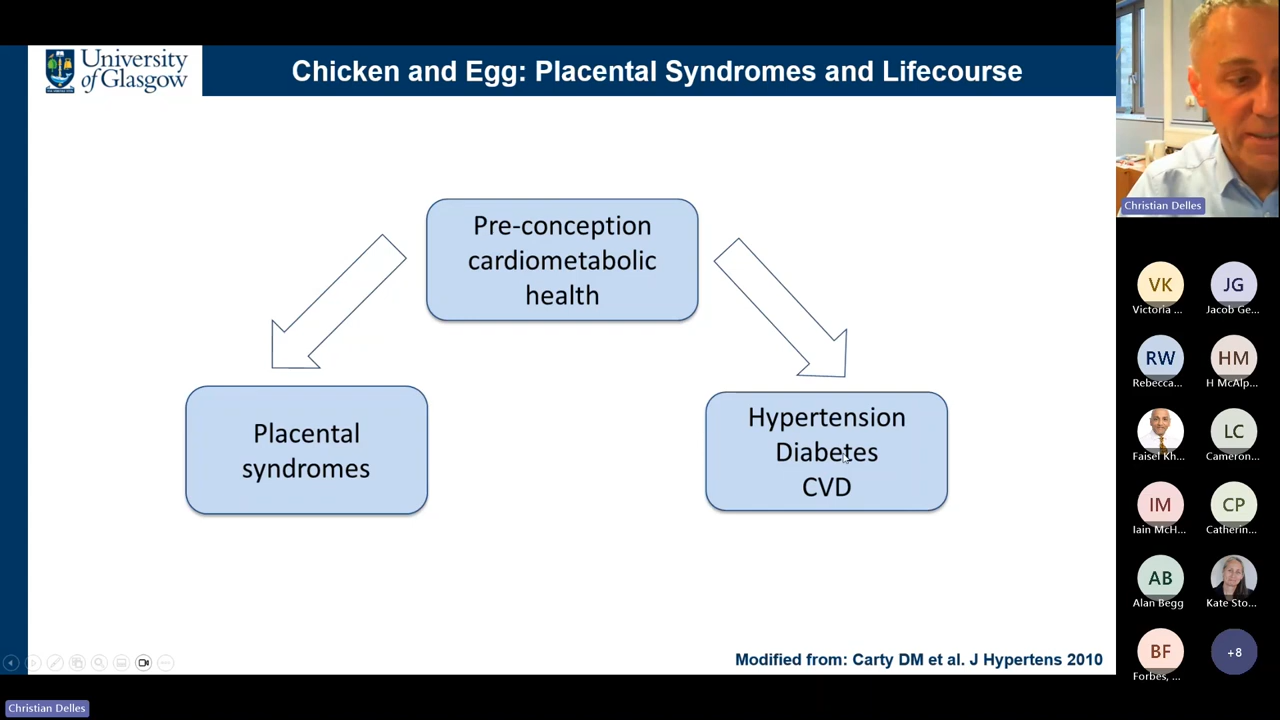 University
of Glasgow
Chicken and Egg: Placental Syndromes and Lifecourse
Pre-conception
cardiometabolic
health
Placental
syndromes
Hypertension
Diabetes
CVD
Modified from: Carty DM et al. J Hypertens 2010
Christian Delles
VK
Victoria ...
JG
Jacob Ge...
RW
Rebecca...
HM
H McAlp...
Faisel Kh...
LC
Cameron...
IM
Iain McH...
CP
Catherin...
AB
Alan Begg
Kate Sto...
BF
Forbes, ...
+8
Christian Delles